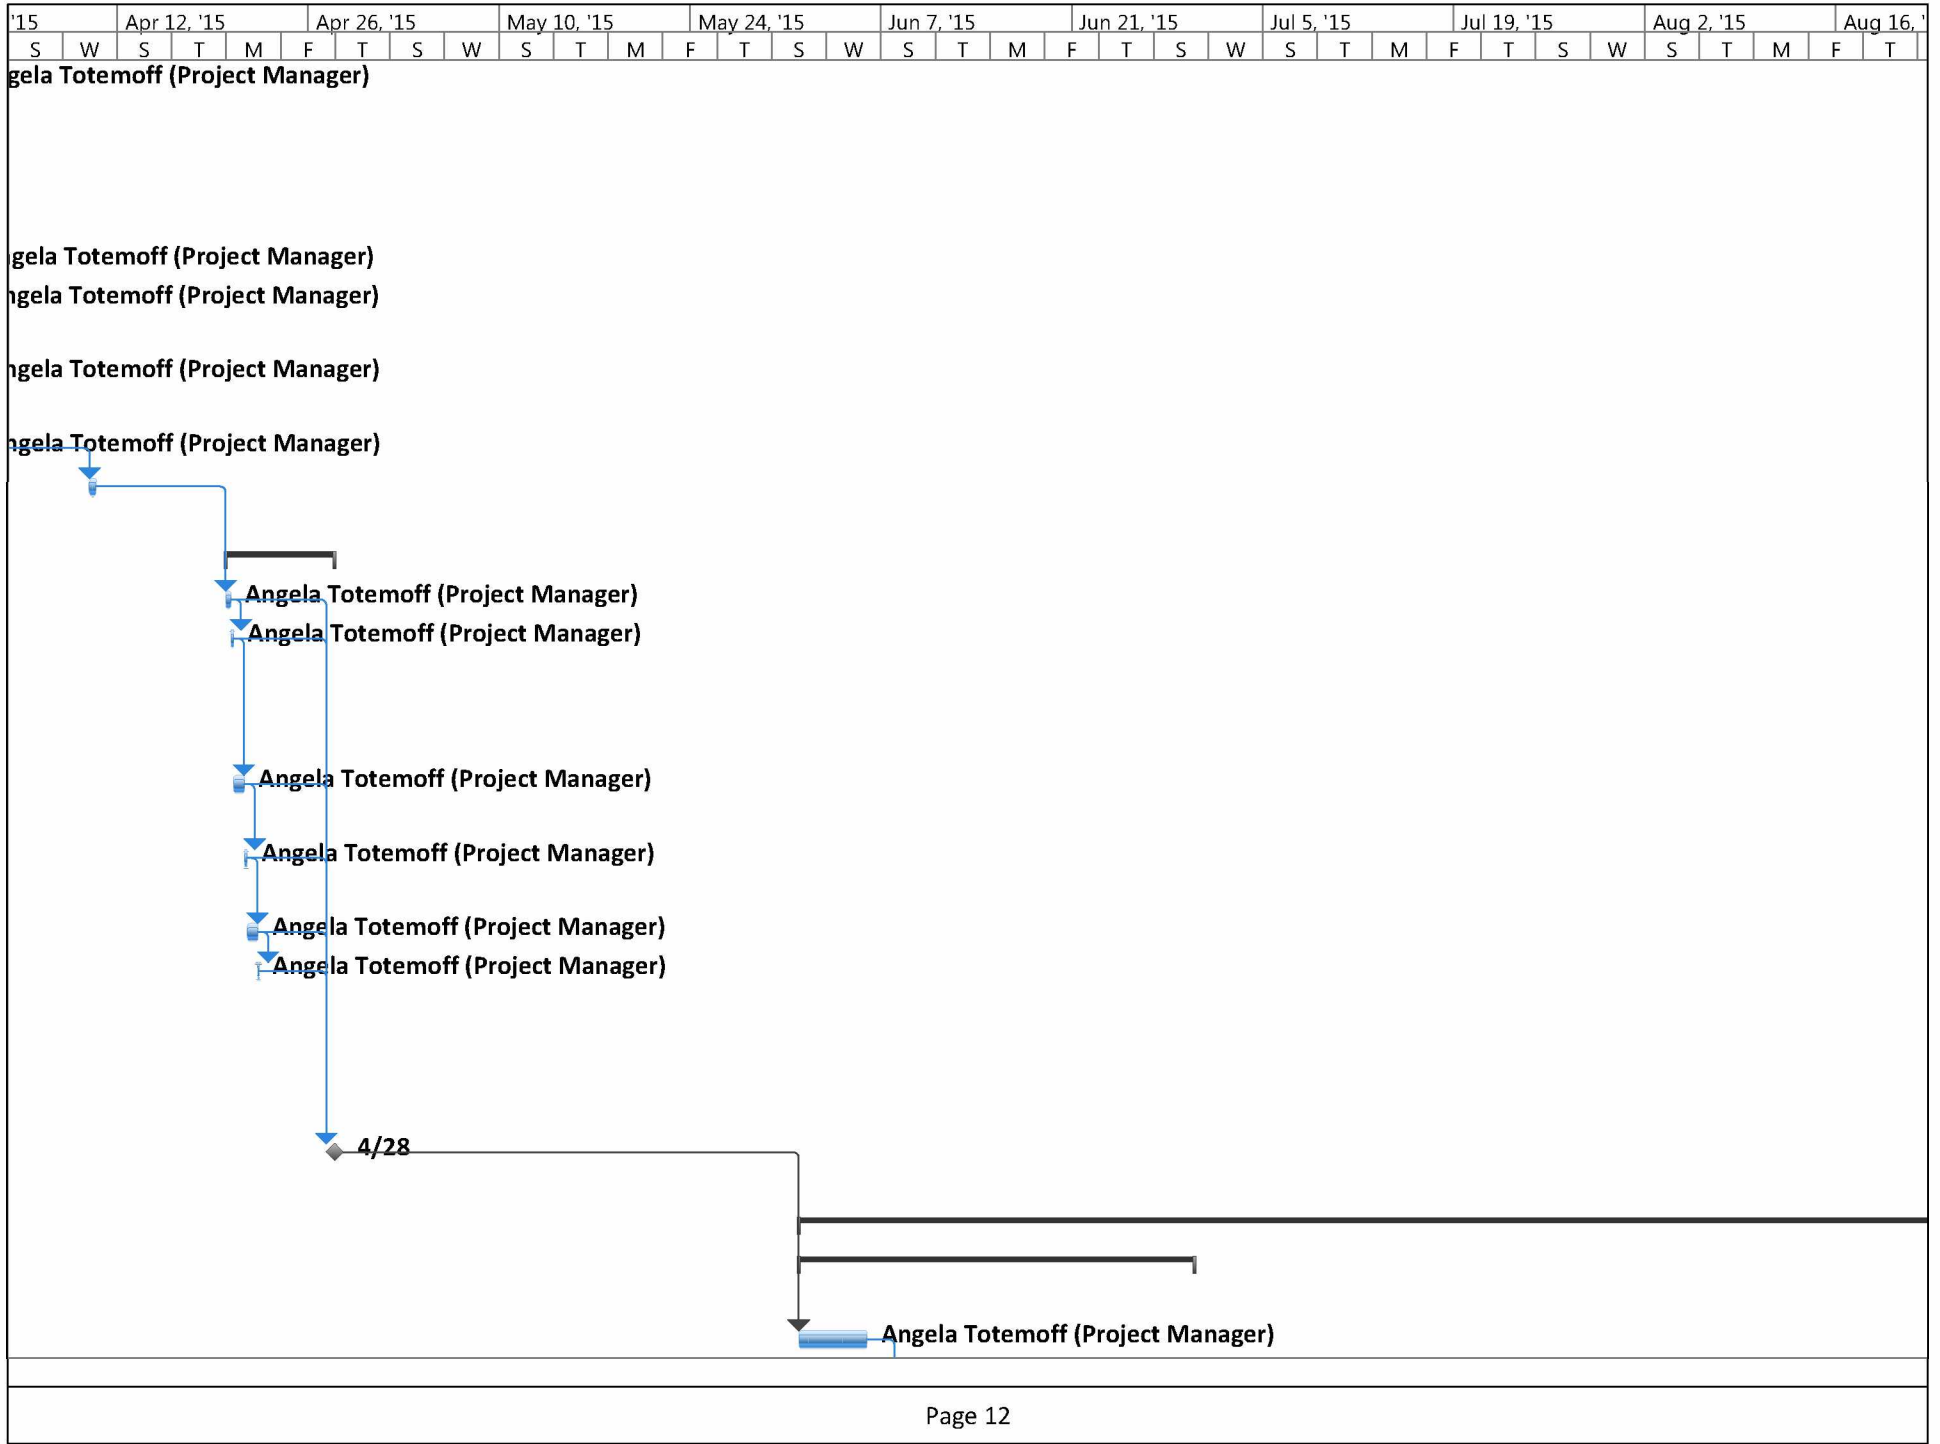 '15 Apr 12, '15 Apr 26, '15 May 10, '15 May 24, '15 Jun 7, '15 Jun 21, '15 Jul 5, '15 Jul 19, '15 Aug 2, '15 Aug 16, '
S W S T M F T S W S T M F T S W S T M F T S W S T M F T S W S T M F T
gela Totemoff (Project Manager)
gela Totemoff (Project Manager)
ngela Totemoff (Project Manager)
ngela Totemoff (Project Manager)
ngela Totemoff (Project Manager)
Angela Totemoff (Project Manager)
Angela Totemoff (Project Manager)
Angela Totemoff (Project Manager)
Angela Totemoff (Project Manager)
Angela Totemoff (Project Manager)
Angela Totemoff (Project Manager)
4/28
Angela Totemoff (Project Manager)
Page 12